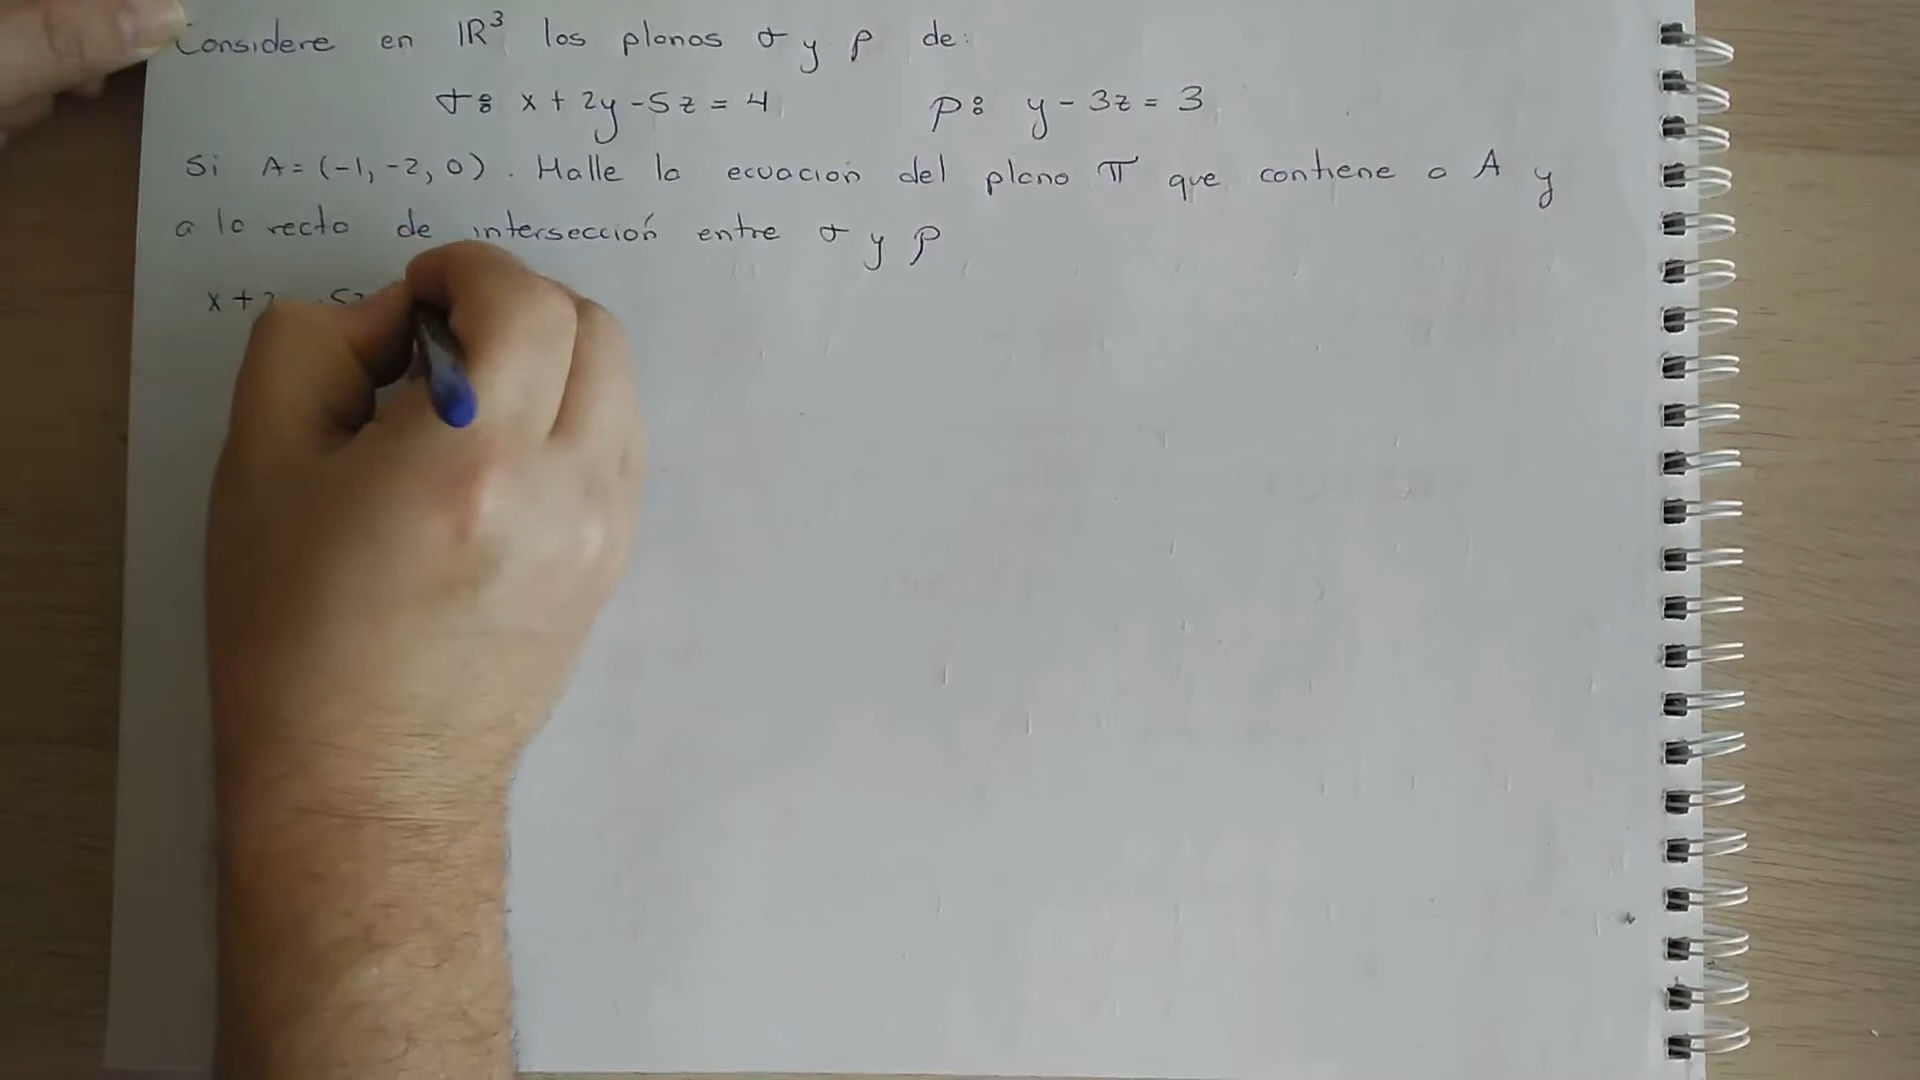 Considere en IR³ los planos σ y ρ de:
σ: x + 2y - 5z = 4 ρ: y - 3z = 3
Si A = (-1, -2, 0). Halle la ecuación del plano π que contiene a A y
a la recta de intersección entre σ y ρ
x +